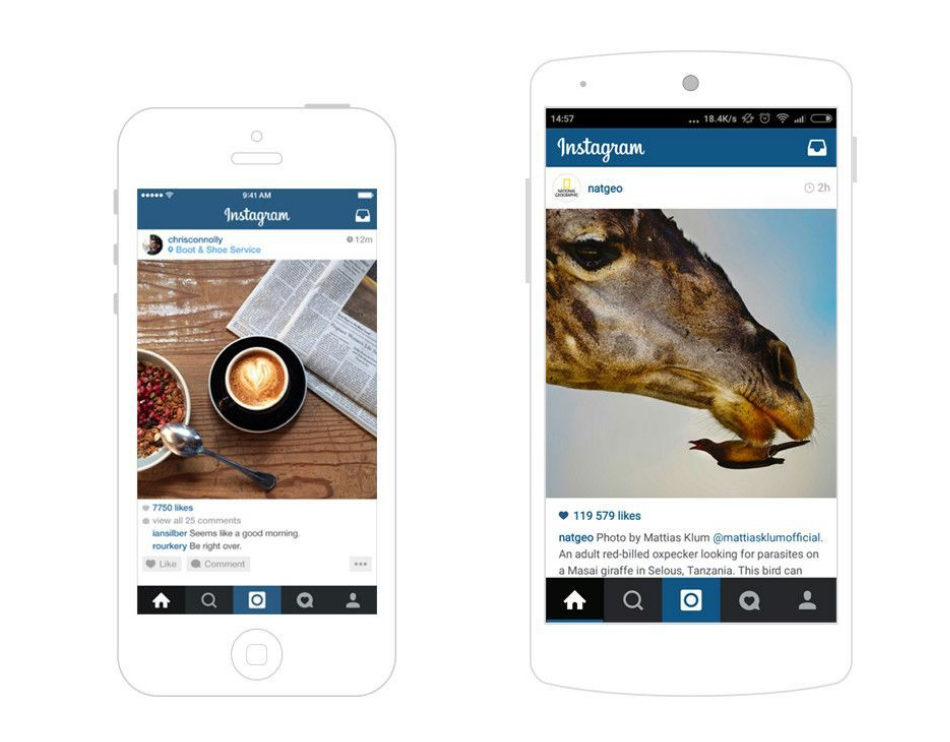 9:41 AM
Instagram
chrisconnolly
12m
Boot & Shoe Service
7750 likes
view all 25 comments
iansilber Seems like a good morning.
rourkery Be right over.
Like
Comment
14:57
... 18.4K/s
Instagram
NATIONAL
GEOGRAPHIC
natgeo
2h
119 579 likes
natgeo Photo by Mattias Klum @mattiasklumofficial.
An adult red-billed oxpecker looking for parasites on
a Masai giraffe in Selous, Tanzania. This bird can